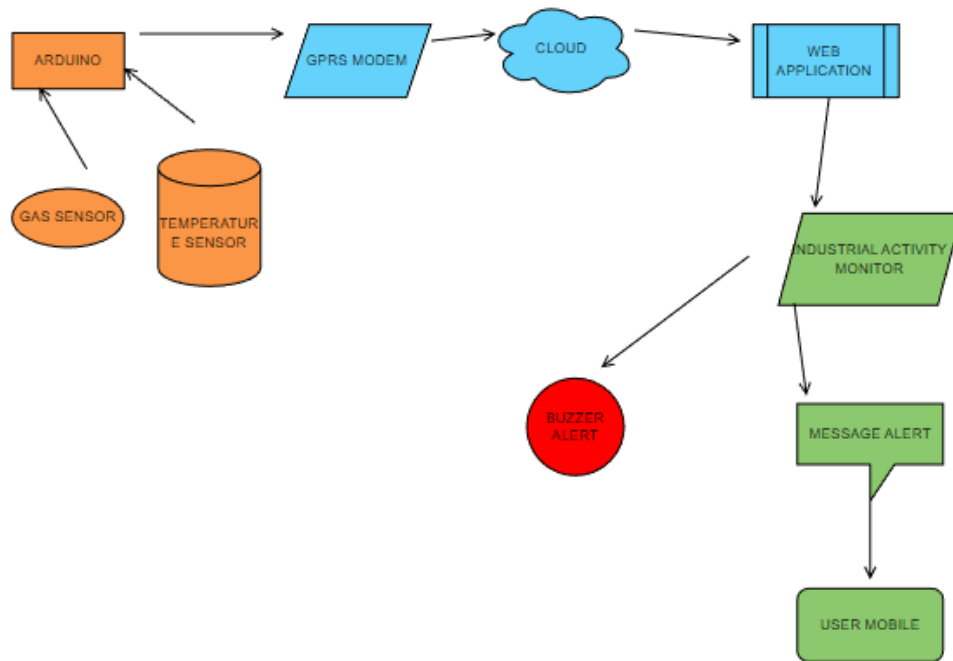 ARDUINO
GPRS MODEM
CLOUD
WEB
APPLICATION
GAS SENSOR
TEMPERATUR
E SENSOR
INDUSTRIAL ACTIVITY
MONITOR
BUZZER
ALERT
MESSAGE ALERT
USER MOBILE